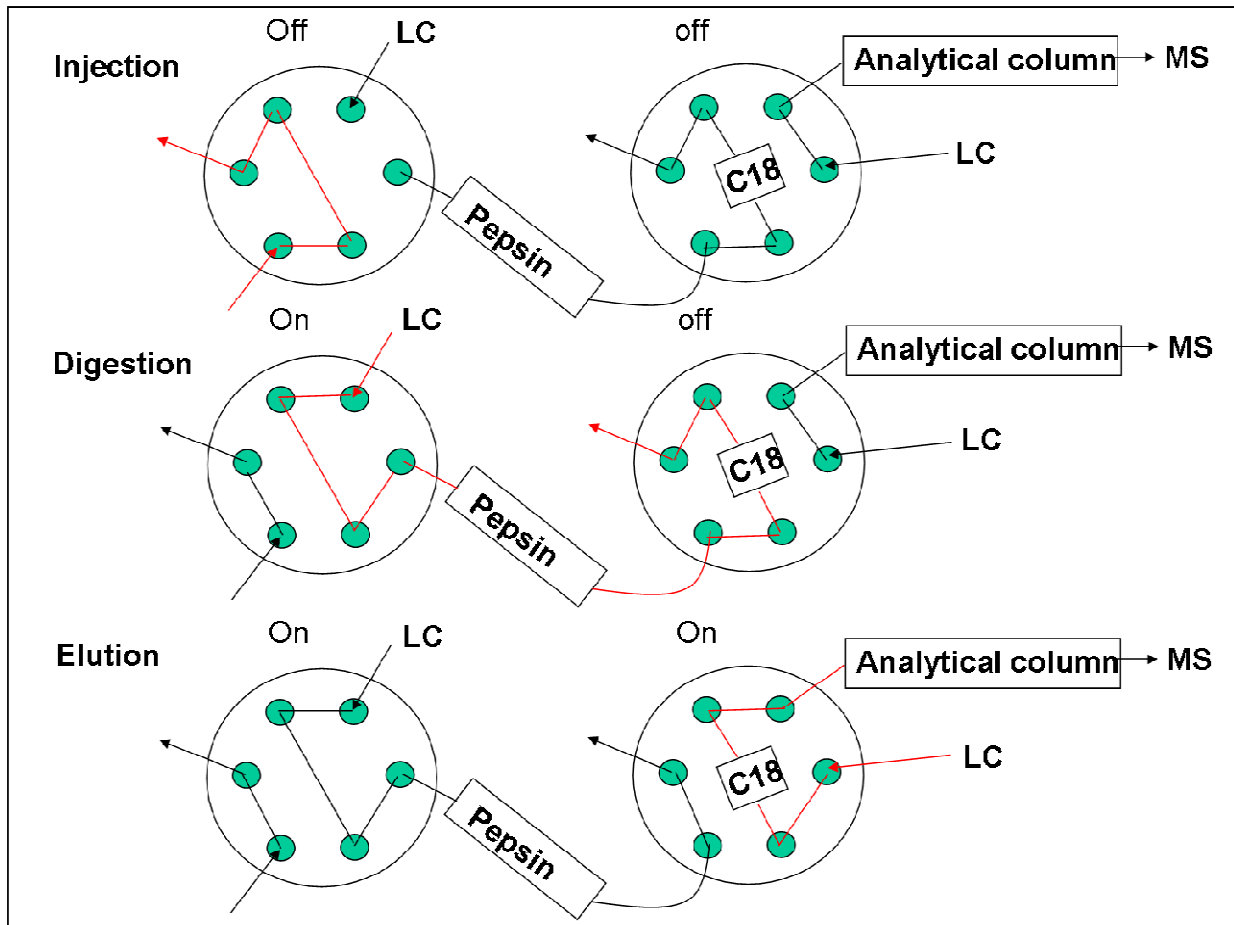 Off
LC
off
Injection
Analytical column
MS
C18
LC
Pepsin
On
LC
off
Digestion
Analytical column
MS
C18
LC
Pepsin
On
LC
On
Elution
Analytical column
MS
C18
LC
Pepsin